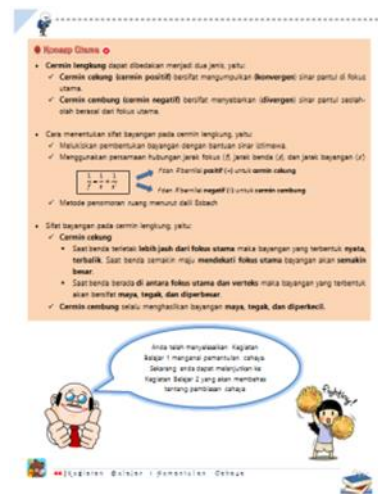 Konsep Utama
• Cermin lengkung dapat dibedakan menjadi dua jenis, yaitu:
✓ Cermin cekung (cermin positif) bersifat mengumpulkan (konvergen) sinar pantul di fokus
utama.
✓ Cermin cembung (cermin negatif) bersifat menyebarkan (divergen) sinar pantul seolah-
olah berasal dari fokus utama.
• Cara menentukan sifat bayangan pada cermin lengkung, yaitu:
✓ Melukiskan pembentukan bayangan dengan bantuan sinar istimewa.
✓ Menggunakan persamaan hubungan jarak fokus (f), jarak benda (s), dan jarak bayangan (s')
1/f = 1/s + 1/s'
f dan R bernilai positif (+) untuk cermin cekung
f dan R bernilai negatif (-) untuk cermin cembung
✓ Metode penomoran ruang menurut dalil Esbach
• Sifat bayangan pada cermin lengkung, yaitu:
✓ Cermin cekung
• Saat benda terletak lebih jauh dari fokus utama maka bayangan yang terbentuk nyata,
terbalik. Saat benda semakin maju mendekati fokus utama bayangan akan semakin
besar.
• Saat benda berada di antara fokus utama dan verteks maka bayangan yang terbentuk
akan bersifat maya, tegak, dan diperbesar.
✓ Cermin cembung selalu menghasilkan bayangan maya, tegak, dan diperkecil.
Anda telah menyelesaikan Kegiatan
Belajar 1 mengenai pemantulan cahaya.
Sekarang anda dapat melanjutkan ke
Kegiatan Belajar 2 yang akan membahas
tentang pembiasan cahaya
Fighting!
|Kegiatan Belajar 1 Pemantulan Cahaya